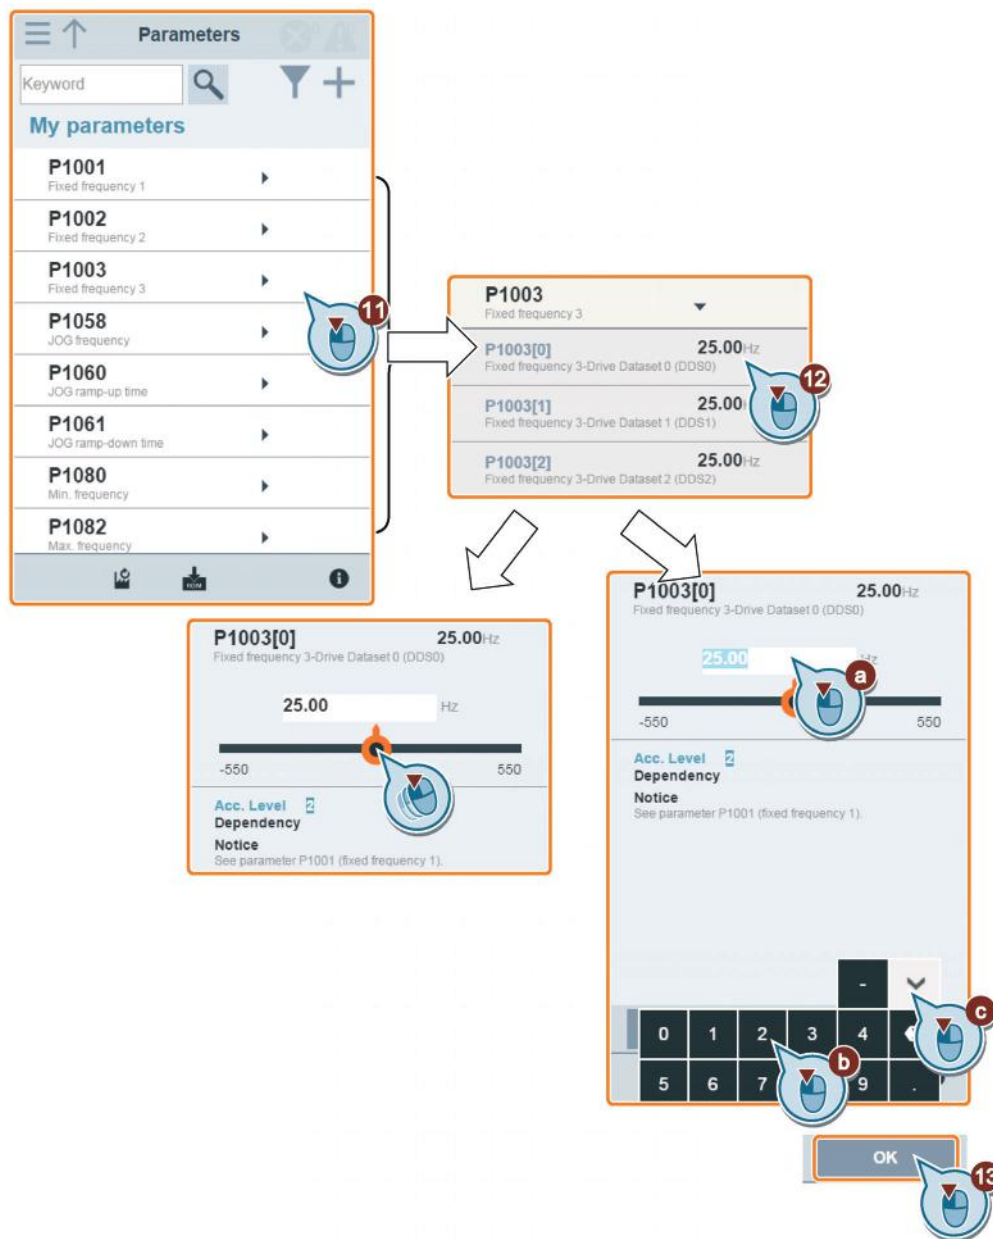 Parameters
Keyword
My parameters
P1001
Fixed frequency 1
P1002
Fixed frequency 2
P1003
Fixed frequency 3
P1058
JOG frequency
P1060
JOG ramp-up time
P1061
JOG ramp-down time
P1080
Min. frequency
P1082
Max. frequency
ROM
11
P1003
Fixed frequency 3
P1003[0] 25.00Hz
Fixed frequency 3-Drive Dataset 0 (DDS0)
P1003[1] 25.00
Fixed frequency 3-Drive Dataset 1 (DDS1)
P1003[2] 25.00Hz
Fixed frequency 3-Drive Dataset 2 (DDS2)
12
P1003[0] 25.00Hz
Fixed frequency 3-Drive Dataset 0 (DDS0)
25.00 Hz
-550 550
Acc. Level 2
Dependency
Notice
See parameter P1001 (fixed frequency 1).
P1003[0] 25.00Hz
Fixed frequency 3-Drive Dataset 0 (DDS0)
25.00 Hz
a
-550 550
Acc. Level 2
Dependency
Notice
See parameter P1001 (fixed frequency 1).
-
c
0 1 2 3 4
b
5 6 7 9 .
OK
13